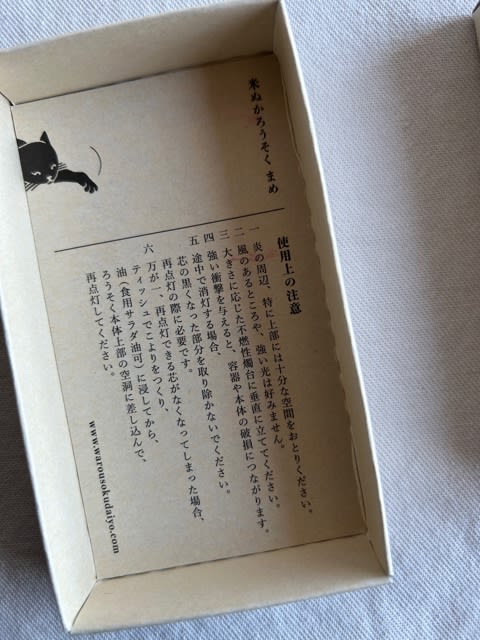 米ぬかろうそく まめ
使用上の注意
一 炎の周辺、特に上部には十分な空間をおとりください。
二 風のあるところや、強い光は好みません。
三 大きさに応じた不燃性燭台に垂直に立ててください。
四 強い衝撃を与えると、容器や本体の破損につながります。
五 途中で消灯する場合、
芯の黒くなった部分を取り除かないでください。
再点灯の際に必要です。
六 万が一、再点灯できる芯がなくなってしまった場合、
ティッシュでこよりをつくり、
油（食用サラダ油可）に浸してから、
ろうそく本体上部の空洞に差し込んで、
再点灯してください。
www.warousokudaiyo.com